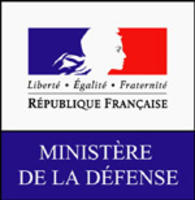 Liberté • Égalité • Fraternité
RÉPUBLIQUE FRANÇAISE
MINISTÈRE
DE LA DÉFENSE